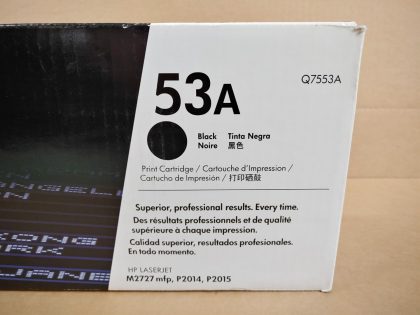 53A
Q7553A
Black Tinta Negra
Noire 黑色
Print Cartridge / Cartouche d'Impression /
Cartucho de Impresión / 打印硒鼓
Superior, professional results. Every time.
Des résultats professionnels et de qualité
supérieure à chaque impression.
Calidad superior, resultados profesionales.
En todo momento.
HP LASERJET
M2727 mfp, P2014, P2015